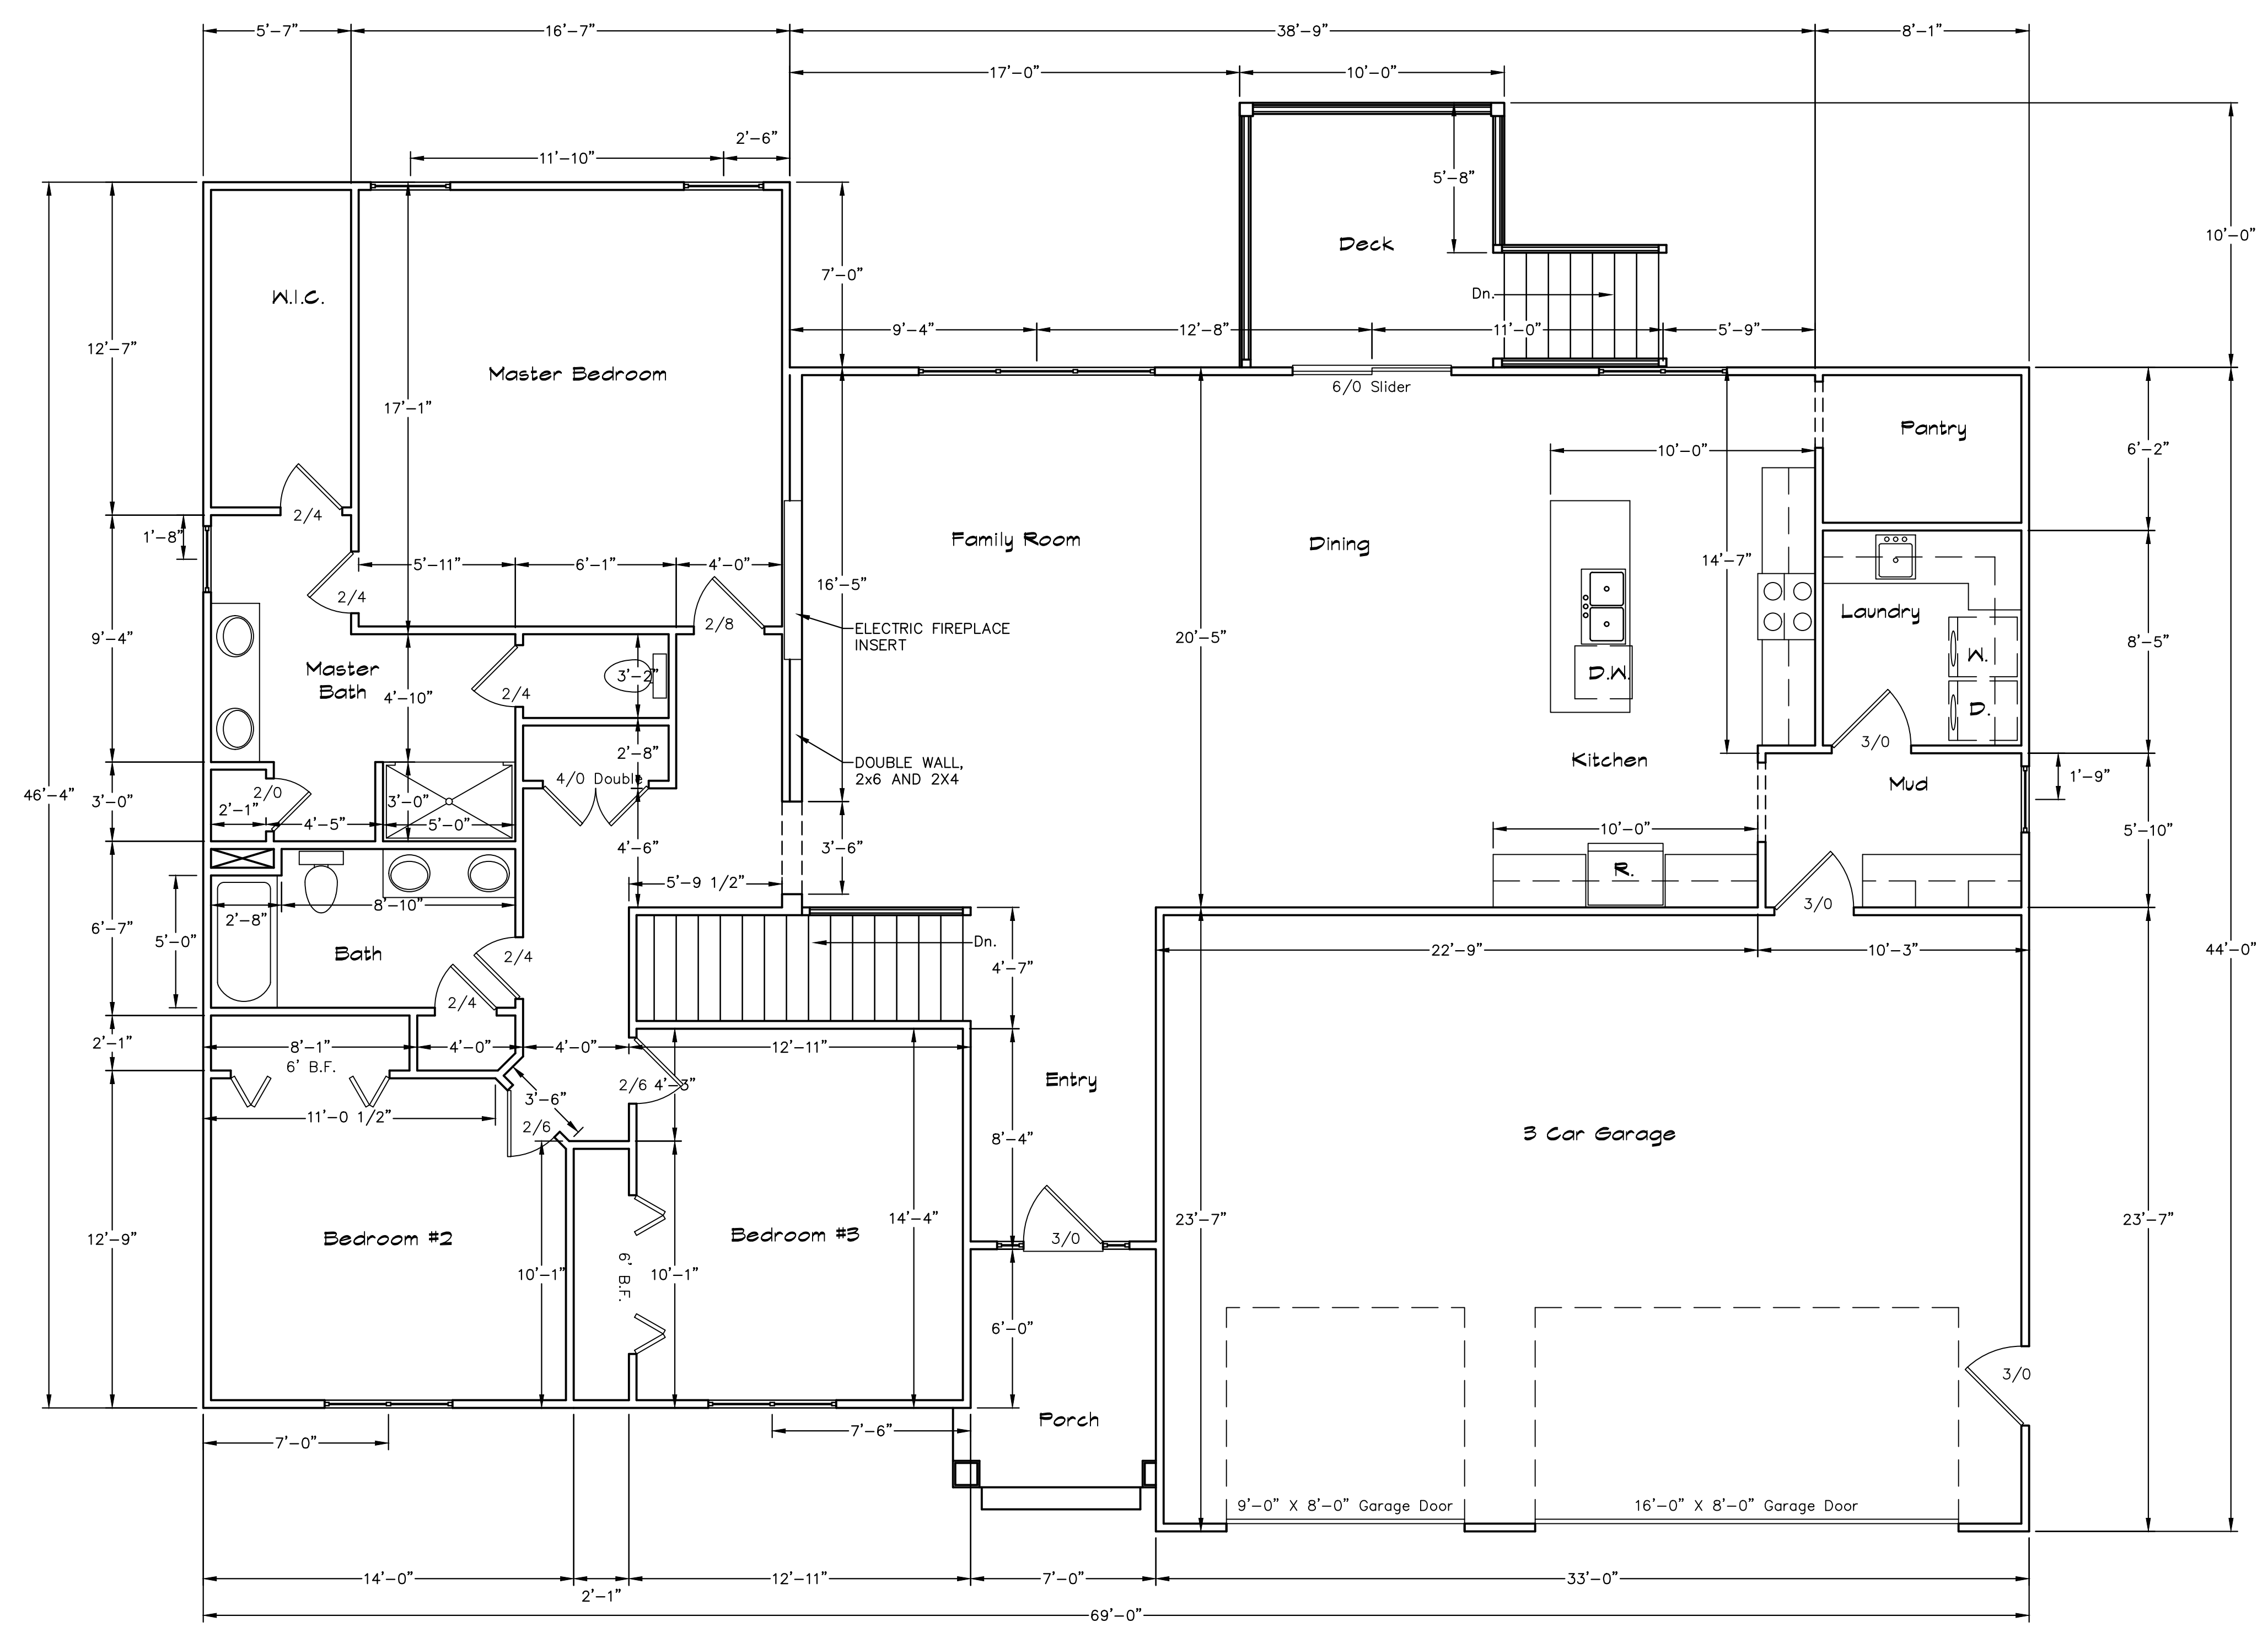 5'-7" 16'-7" 38'-9" 8'-1"
17'-0" 10'-0"
2'-6"
11'-10"
5'-8"
10'-0"
Deck
7'-0"
W.I.C.
Dn.
9'-4" 12'-8" 11'-0" 5'-9"
12'-7"
Master Bedroom
6/0 Slider
17'-1"
Pantry
10'-0"
6'-2"
2/4
1'-8"
Family Room
Dining
14'-7"
5'-11" 6'-1" 4'-0"
16'-5"
2/4
Laundry
2/8
ELECTRIC FIREPLACE
INSERT
9'-4"
20'-5"
8'-5"
W.
Master
Bath
3'-2"
D.W.
4'-10"
2/4
D.
3/0
2'-8"
Kitchen
DOUBLE WALL,
2x6 AND 2X4
4/0 Double
Mud
1'-9"
2/0
46'-4"
3'-0"
3'-0"
2'-1"
4'-5"
5'-0"
10'-0"
5'-10"
4'-6"
3'-6"
R.
5'-9 1/2"
8'-10"
3/0
2'-8"
6'-7"
5'-0"
Dn.
22'-9" 10'-3"
44'-0"
Bath
2/4
4'-7"
2/4
2'-1"
8'-1" 4'-0" 4'-0" 12'-11"
6' B.F.
Entry
2/6
4'-3"
3'-6"
11'-0 1/2"
2/6
8'-4"
3 Car Garage
14'-4"
23'-7"
23'-7"
Bedroom #2
Bedroom #3
12'-9"
3/0
10'-1"
6' B.F.
10'-1"
6'-0"
3/0
Porch
7'-0"
7'-6"
9'-0" X 8'-0" Garage Door
16'-0" X 8'-0" Garage Door
14'-0" 12'-11" 7'-0" 33'-0"
2'-1"
69'-0"